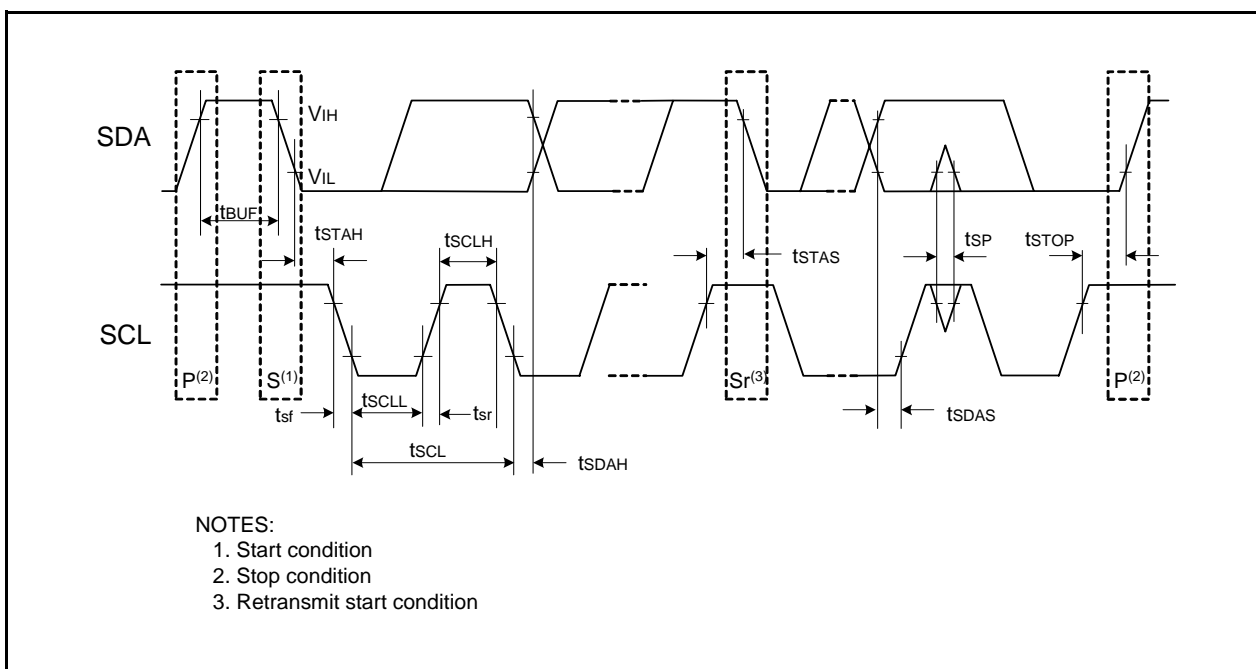 SDA
VIH
VIL
tBUF
tSTAH
tSCLH
tSTAS
tSP
tSTOP
SCL
P(2)
S(1)
Sr(3)
P(2)
tsf
tSCLL
tsr
tSDAS
tSCL
tSDAH
NOTES:
1. Start condition
2. Stop condition
3. Retransmit start condition